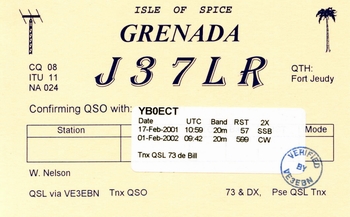 ISLE OF SPICE
GRENADA
J37LR
CQ 08
ITU 11
NA 024
QTH:
Fort Jeudy
Confirming QSO with:
YB0ECT
Station
Date UTC Band RST 2X
17-Feb-2001 10:59 20m 57 SSB
01-Feb-2002 09:42 20m 599 CW
Mode
Tnx QSL 73 de Bill
W. Nelson
VERIFIED BY VE3EBN
QSL via VE3EBN Tnx QSO 73 & DX, Pse QSL Tnx